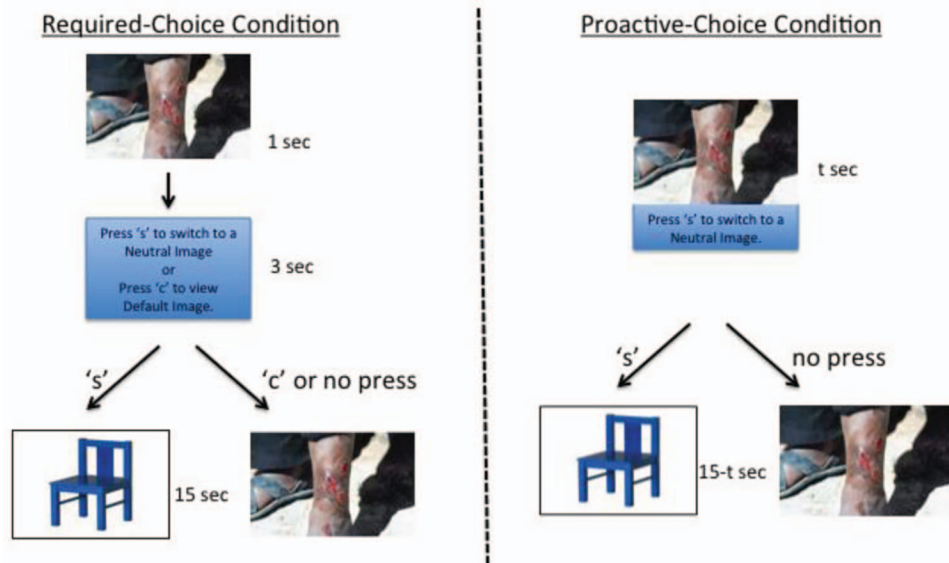 Required-Choice Condition
1 sec
Press ‘s’ to switch to a
Neutral Image
or
Press ‘c’ to view
Default Image.
3 sec
‘s’
‘c’ or no press
15 sec
Proactive-Choice Condition
t sec
Press ‘s’ to switch to a
Neutral Image.
‘s’
no press
15-t sec